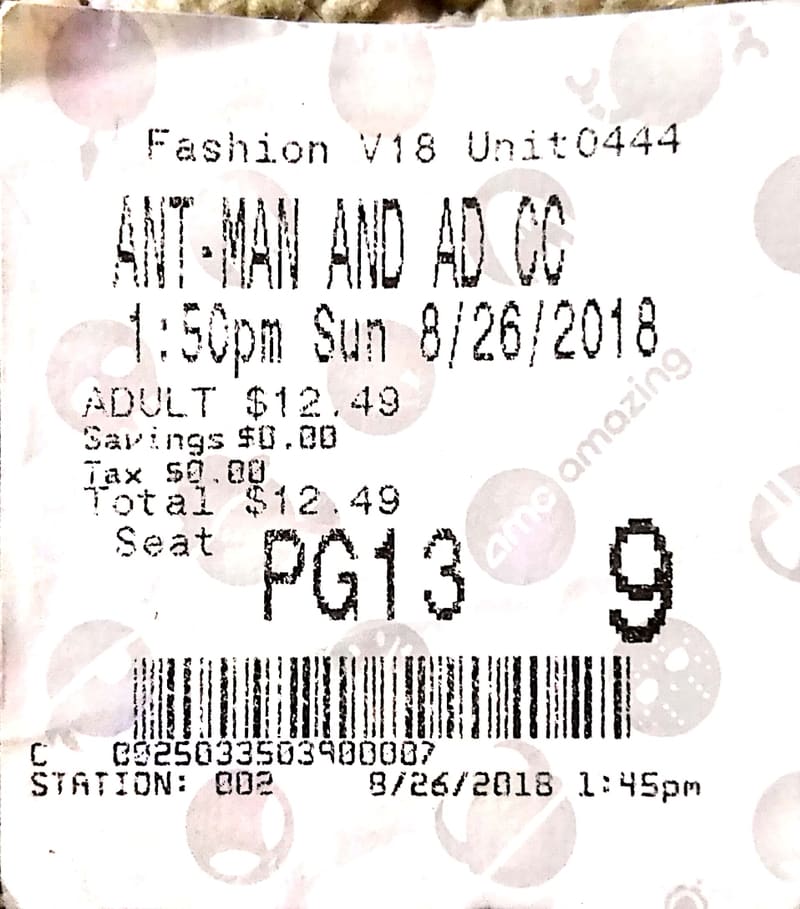 Fashion V18 Unit0444
ANT-MAN AND AD CC
1:50pm Sun 8/26/2018
ADULT $12.49
Savings $0.00
Tax $0.00
Total $12.49
amc amazing
Seat
PG13 9
C 0025033503900007
STATION: 002 8/26/2018 1:45pm